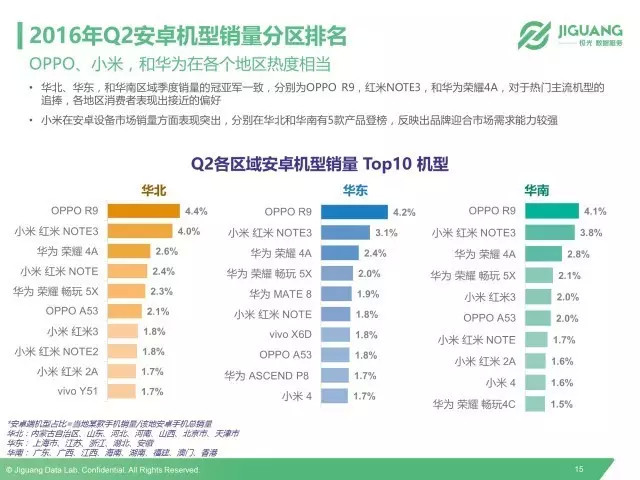 2016年Q2安卓机型销量分区排名
JIGUANG
极光 数据服务
OPPO、小米，和华为在各个地区热度相当
• 华北、华东，和华南区域季度销量的冠亚军一致，分别为OPPO R9，红米NOTE3，和华为荣耀4A，对于热门主流机型的
追捧，各地区消费者表现出接近的偏好
• 小米在安卓设备市场销量方面表现突出，分别在华北和华南有5款产品登榜，反映出品牌迎合市场需求能力较强
Q2各区域安卓机型销量 Top10 机型
华北
OPPO R9 4.4%
小米 红米 NOTE3 4.0%
华为 荣耀 4A 2.6%
小米 红米 NOTE 2.4%
华为 荣耀 畅玩 5X 2.3%
OPPO A53 2.1%
小米 红米3 1.8%
小米 红米 NOTE2 1.8%
小米 红米 2A 1.7%
vivo Y51 1.7%
华东
OPPO R9 4.2%
小米 红米 NOTE3 3.1%
华为 荣耀 4A 2.4%
华为 荣耀 畅玩 5X 2.0%
华为 MATE 8 1.9%
小米 红米 NOTE 1.8%
vivo X6D 1.8%
OPPO A53 1.8%
华为 ASCEND P8 1.7%
小米 4 1.7%
华南
OPPO R9 4.1%
小米 红米 NOTE3 3.8%
华为 荣耀 4A 2.8%
华为 荣耀 畅玩 5X 2.1%
小米 红米3 2.0%
OPPO A53 2.0%
小米 红米 NOTE 1.7%
小米 红米 2A 1.6%
小米 4 1.6%
华为 荣耀 畅玩4C 1.5%
*安卓端机型占比=当地某款手机销量/该地安卓手机总销量
华北：内蒙古自治区、山东、河北、河南、山西、北京市、天津市
华东： 上海市、江苏、浙江、湖北、安徽
华南： 广东、广西、江西、海南、湖南、福建、澳门、香港
© Jiguang Data Lab. Confidential. All Rights Reserved.
15